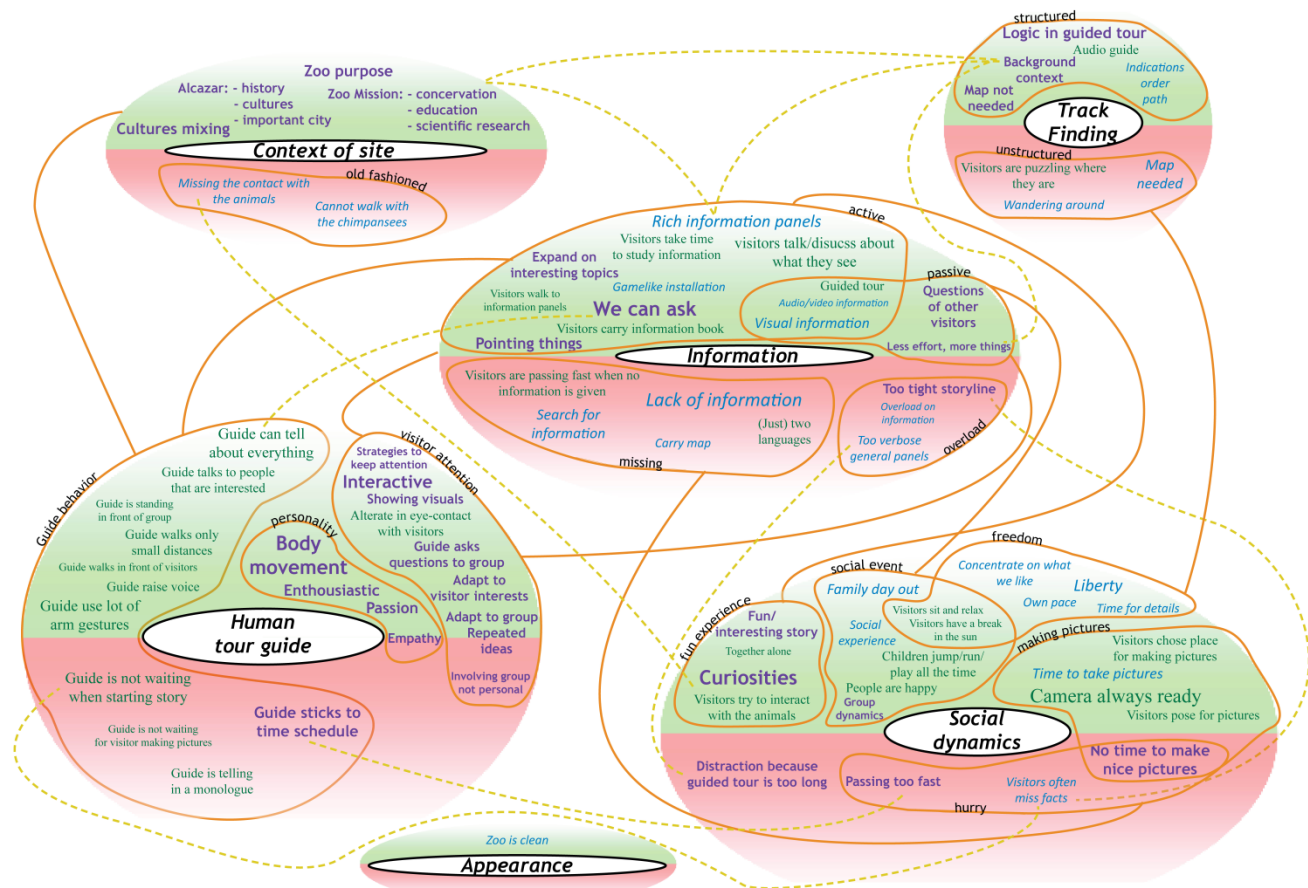 Zoo purpose
Alcazar: - history
- cultures
- important city
Zoo Mission: - concervation
- education
- scientific research
Cultures mixing
Context of site
old fashioned
Missing the contact with
the animals
Cannot walk with
the chimpansees
structured
Logic in guided tour
Audio guide
Background
context
Indications
order
path
Map not
needed
Track
Finding
unstructured
Visitors are puzzling where
they are
Map
needed
Wandering around
Rich information panels
active
Visitors take time
to study information
visitors talk/disucss about
what they see
Expand on
interesting topics
Gamelike installation
passive
Guided tour
Audio/video information
Visual information
Questions of
other
visitors
Visitors walk to
information panels
We can ask
Visitors carry information book
Pointing things
Less effort, more things
Information
Visitors are passing fast when no
information is given
Lack of information
Search for
information
Carry map
(Just) two
languages
missing
Too tight storyline
Overload on
information
Too verbose
general panels
overload
Guide behavior
Guide can tell
about everything
Guide talks to people
that are interested
Guide is standing
in front of group
Guide walks only
small distances
Guide walks in front of visitors
Guide raise voice
Guide use lot of
arm gestures
visitor attention
Strategies to
keep attention
Interactive
Showing visuals
Alterate in eye-contact
with visitors
Guide asks
questions to group
Adapt to
visitor interests
Adapt to group
Repeated
ideas
Involving group
not personal
personality
Body
movement
Enthousiastic
Passion
Empathy
Human
tour guide
Guide is not waiting
when starting story
Guide sticks to
time schedule
Guide is not waiting
for visitor making pictures
Guide is telling
in a monologue
fun experience
Fun/
interesting story
Together alone
Curiosities
Visitors try to interact
with the animals
social event
Family day out
Social
experience
Visitors sit and relax
Visitors have a break
in the sun
Children jump/run/
play all the time
People are happy
Group
dynamics
freedom
Concentrate on what
we like
Liberty
Own pace
Time for details
making pictures
Visitors chose place
for making pictures
Time to take pictures
Camera always ready
Visitors pose for pictures
Social
dynamics
Distraction because
guided tour is too long
Passing too fast
Visitors often
miss facts
No time to make
nice pictures
hurry
Zoo is clean
Appearance